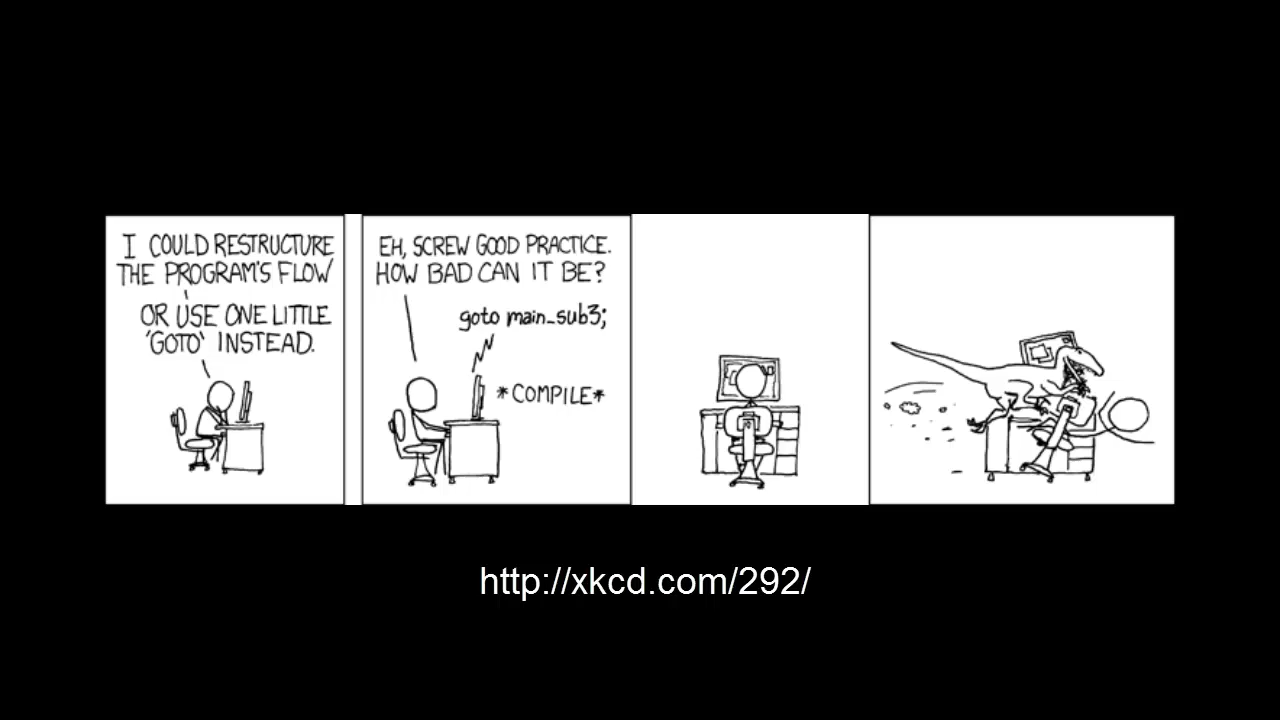 I COULD RESTRUCTURE
THE PROGRAM'S FLOW
OR USE ONE LITTLE
'GOTO' INSTEAD.
EH, SCREW GOOD PRACTICE.
HOW BAD CAN IT BE?
goto main_sub3;
*COMPILE*
http://xkcd.com/292/